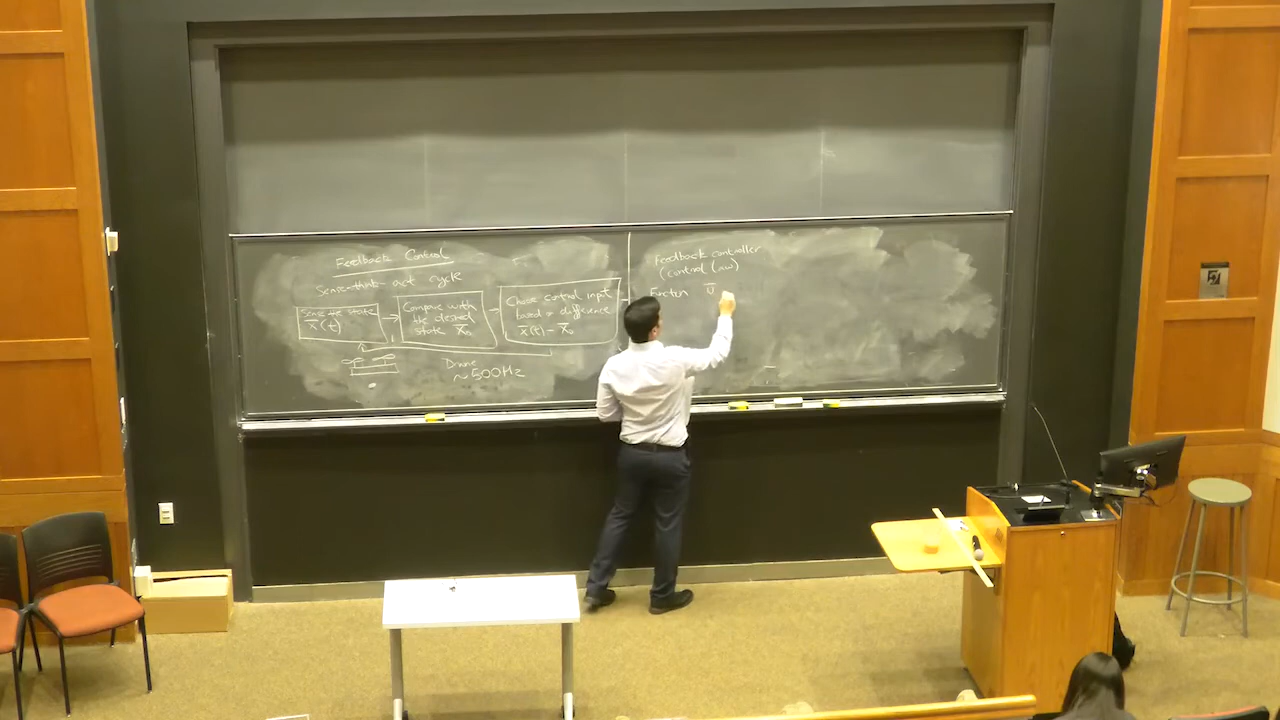 Feedback Control
Sense-think-act cycle
Sense the state
x̄(t)
Compare with
the desired
state x̄₀
Choose control input
based on difference
x̄(t) - x̄₀
Drone
~500Hz
Feedback controller
(control law)
Function ū